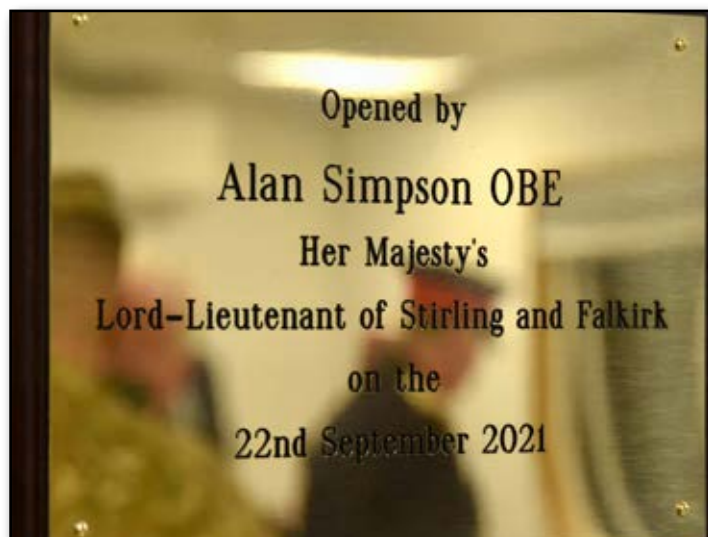 Opened by
Alan Simpson OBE
Her Majesty's
Lord-Lieutenant of Stirling and Falkirk
on the
22nd September 2021